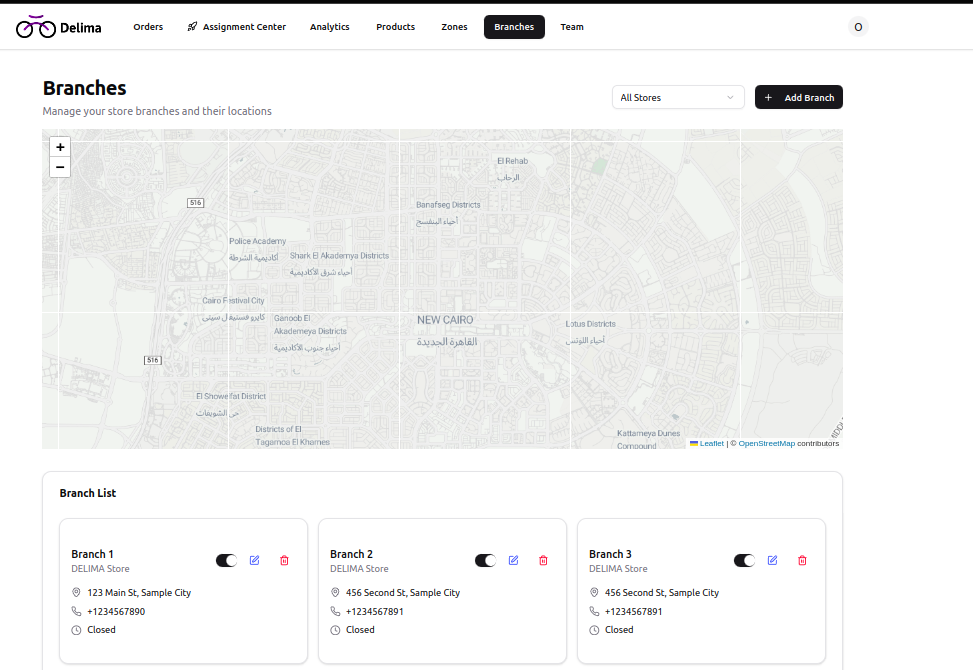 Delima
Orders
Assignment Center
Analytics
Products
Zones
Branches
Team
O
Branches
Manage your store branches and their locations
All Stores
+ Add Branch
+
−
El Rehab
الرحاب
516
Banafseg Districts
أحياء البنفسج
Police Academy
أكاديمية الشرطة
Shark El Akademya Districts
أحياء شرق الأكاديمية
Cairo Festival City
كايرو فستيفال سيتي
Ganoob El
Akademeya Districts
أحياء جنوب الأكاديمية
NEW CAIRO
القاهرة الجديدة
Lotus Districts
أحياء اللوتس
516
El Showeifat District
حي الشويفات
Districts of El
Tagamoa El Khames
Kattameya Dunes
Compound
MIDD
Leaflet | © OpenStreetMap contributors
Branch List
Branch 1
DELIMA Store
123 Main St, Sample City
+1234567890
Closed
Branch 2
DELIMA Store
456 Second St, Sample City
+1234567891
Closed
Branch 3
DELIMA Store
456 Second St, Sample City
+1234567891
Closed